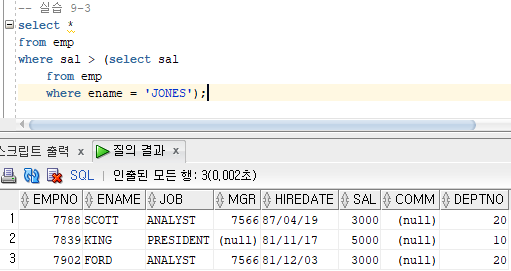 -- 실습 9-3
select *
from emp
where sal > (select sal
from emp
where ename = 'JONES');
스크립트 출력 x 질의 결과 x
SQL | 인출된 모든 행: 3(0,002초)
EMPNO ENAME JOB MGR HIREDATE SAL COMM DEPTNO
1 7788 SCOTT ANALYST 7566 87/04/19 3000 (null) 20
2 7839 KING PRESIDENT (null) 81/11/17 5000 (null) 10
3 7902 FORD ANALYST 7566 81/12/03 3000 (null) 20